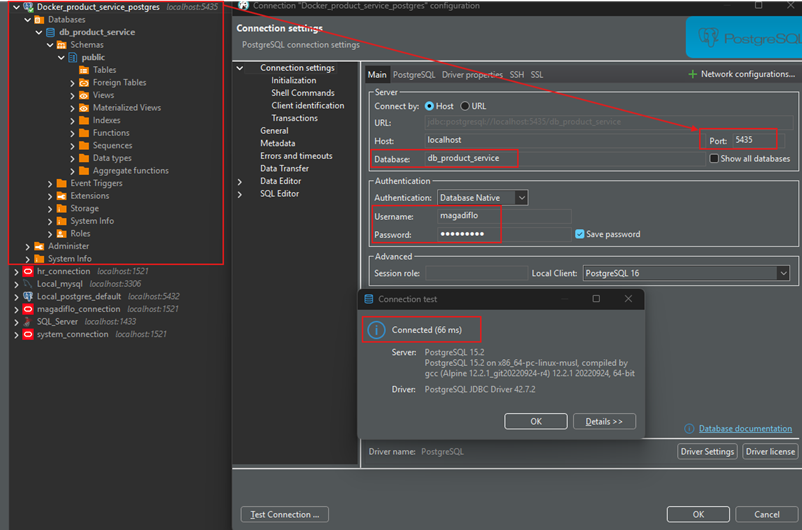 Docker_product_service_postgres localhost:5435
Databases
db_product_service
Schemas
public
Tables
Foreign Tables
Views
Materialized Views
Indexes
Functions
Sequences
Data types
Aggregate functions
Event Triggers
Extensions
Storage
System Info
Roles
Administer
System Info
hr_connection localhost:1521
Local_mysql localhost:3306
Local_postgres_default localhost:5432
magadiflo_connection localhost:1521
SQL_Server localhost:1433
system_connection localhost:1521
Connection "Docker_product_service_postgres" configuration
Connection settings
PostgreSQL connection settings
PostgreSQL
Connection settings
Initialization
Shell Commands
Client identification
Transactions
General
Metadata
Errors and timeouts
Data Transfer
Data Editor
SQL Editor
Main PostgreSQL Driver properties SSH SSL
Network configurations...
Server
Connect by: Host URL
URL: jdbc:postgresql://localhost:5435/db_product_service
Host: localhost Port: 5435
Database: db_product_service Show all databases
Authentication
Authentication: Database Native
Username: magadiflo
Password: ●●●●●●●●● Save password
Advanced
Session role: Local Client: PostgreSQL 16
Connection test
Connected (66 ms)
Server: PostgreSQL 15.2
PostgreSQL 15.2 on x86_64-pc-linux-musl, compiled by
gcc (Alpine 12.2.1_git20220924-r4) 12.2.1 20220924, 64-bit
Driver: PostgreSQL JDBC Driver 42.7.2
OK Details >>
Database documentation
Driver name: PostgreSQL Driver Settings Driver license
Test Connection ... OK Cancel